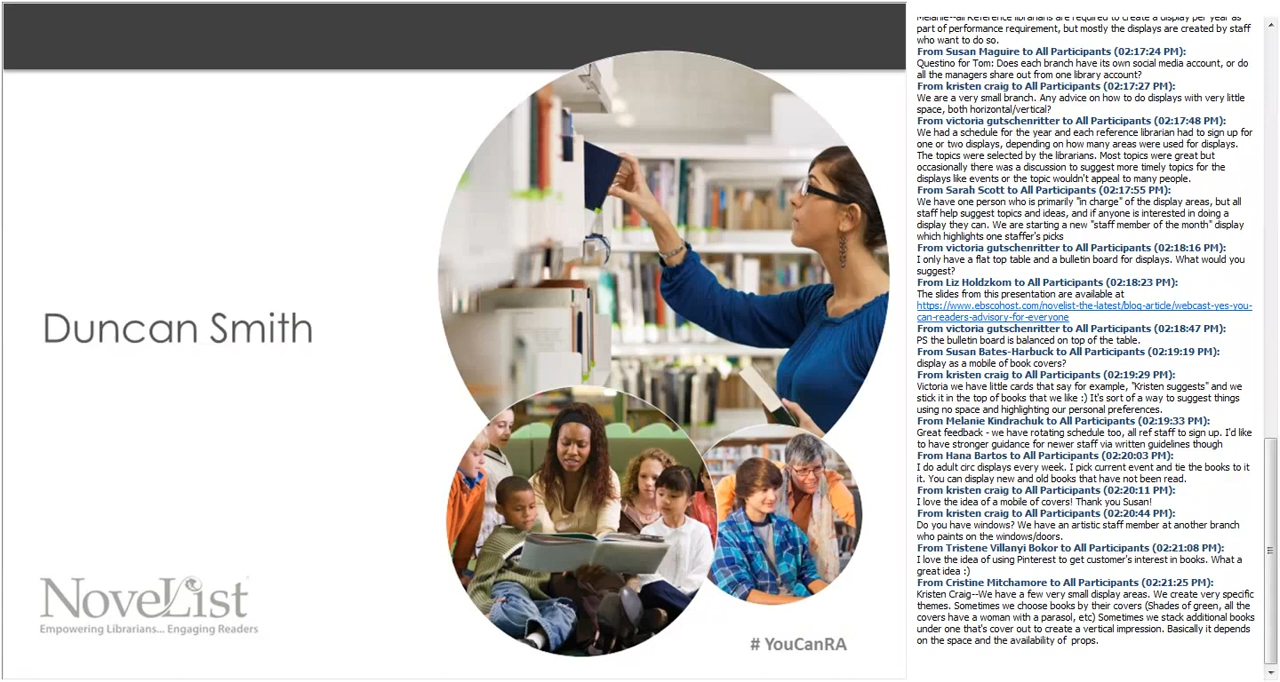 Duncan Smith
NoveList
Empowering Librarians... Engaging Readers
# YouCanRA
Melanie--all Reference librarians are required to create a display per year as
part of performance requirement, but mostly the displays are created by staff
who want to do so.
From Susan Maguire to All Participants (02:17:24 PM):
Questino for Tom: Does each branch have its own social media account, or do
all the managers share out from one library account?
From kristen craig to All Participants (02:17:27 PM):
We are a very small branch. Any advice on how to do displays with very little
space, both horizontal/vertical?
From victoria gutschenritter to All Participants (02:17:48 PM):
We had a schedule for the year and each reference librarian had to sign up for
one or two displays, depending on how many areas were used for displays.
The topics were selected by the librarians. Most topics were great but
occasionally there was a discussion to suggest more timely topics for the
displays like events or the topic wouldn't appeal to many people.
From Sarah Scott to All Participants (02:17:55 PM):
We have one person who is primarily "in charge" of the display areas, but all
staff help suggest topics and ideas, and if anyone is interested in doing a
display they can. We are starting a new "staff member of the month" display
which highlights one staffer's picks
From victoria gutschenritter to All Participants (02:18:16 PM):
I only have a flat top table and a bulletin board for displays. What would you
suggest?
From Liz Holdzkom to All Participants (02:18:23 PM):
The slides from this presentation are available at
https://www.ebscohost.com/novelist-the-latest/blog-article/webcast-yes-you-
can-readers-advisory-for-everyone
From victoria gutschenritter to All Participants (02:18:47 PM):
PS the bulletin board is balanced on top of the table.
From Susan Bates-Harbuck to All Participants (02:19:19 PM):
display as a mobile of book covers?
From kristen craig to All Participants (02:19:29 PM):
Victoria we have little cards that say for example, "Kristen suggests" and we
stick it in the top of books that we like :) It's sort of a way to suggest things
using no space and highlighting our personal preferences.
From Melanie Kindrachuk to All Participants (02:19:33 PM):
Great feedback - we have rotating schedule too, all ref staff to sign up. I'd like
to have stronger guidance for newer staff via written guidelines though
From Hana Bartos to All Participants (02:20:03 PM):
I do adult circ displays every week. I pick current event and tie the books to it
it. You can display new and old books that have not been read.
From kristen craig to All Participants (02:20:11 PM):
I love the idea of a mobile of covers! Thank you Susan!
From kristen craig to All Participants (02:20:44 PM):
Do you have windows? We have an artistic staff member at another branch
who paints on the windows/doors.
From Tristene Villanyi Bokor to All Participants (02:21:08 PM):
I love the idea of using Pinterest to get customer's interest in books. What a
great idea :)
From Cristine Mitchamore to All Participants (02:21:25 PM):
Kristen Craig--We have a few very small display areas. We create very specific
themes. Sometimes we choose books by their covers (Shades of green, all the
covers have a woman with a parasol, etc) Sometimes we stack additional books
under one that's cover out to create a vertical impression. Basically it depends
on the space and the availability of props.